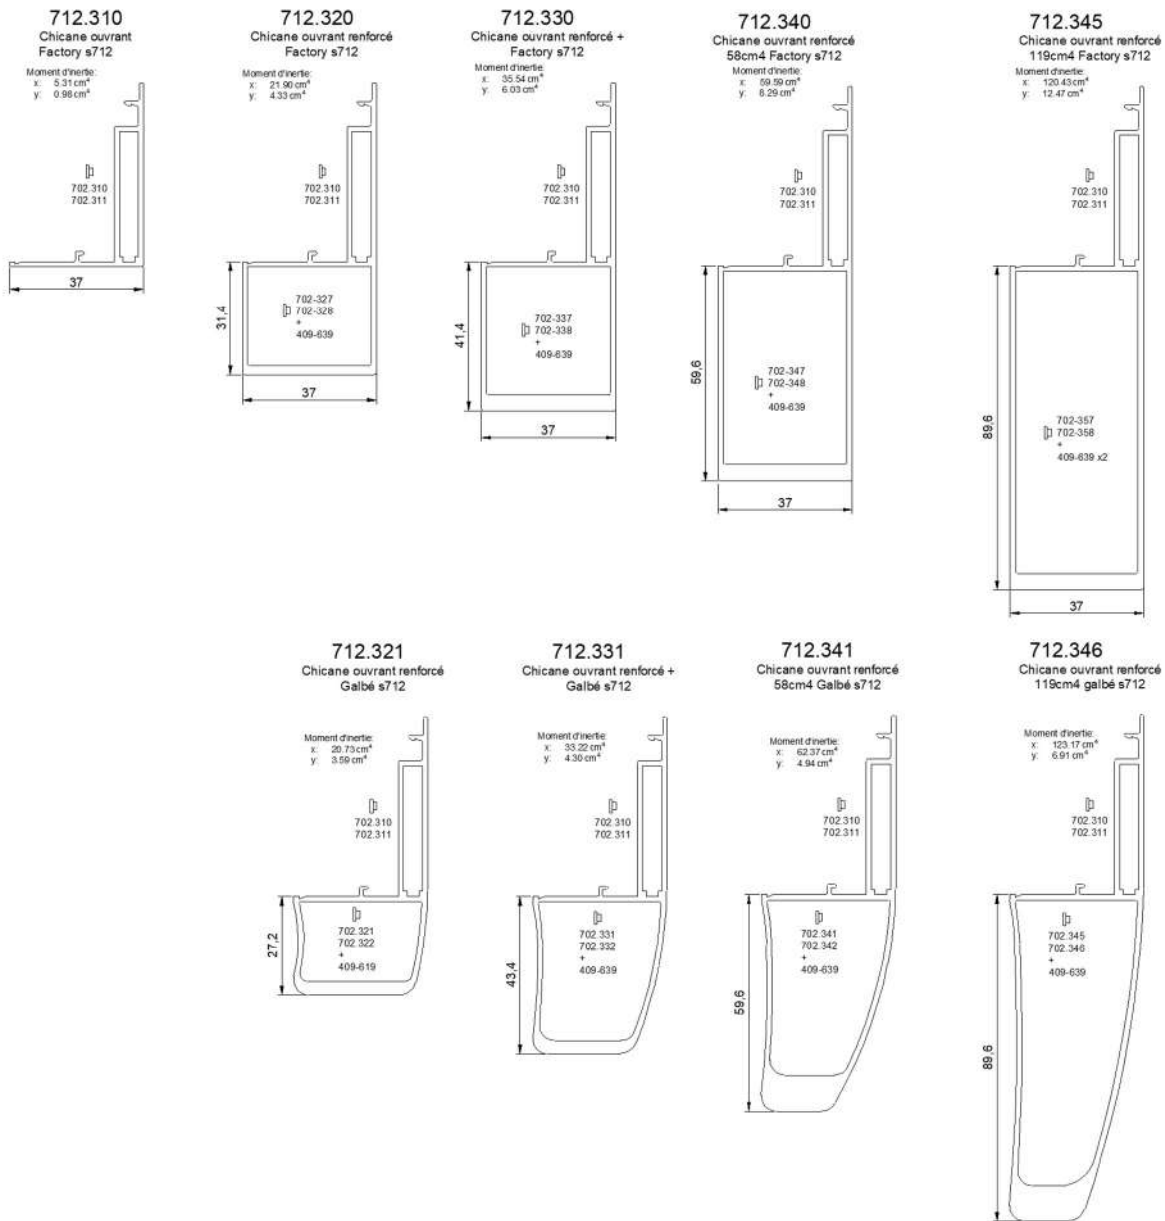 712.310
Chicane ouvrant
Factory s712
Moment d'inertie:
x: 5.31 cm⁴
y: 0.98 cm⁴
702.310
702.311
37
712.320
Chicane ouvrant renforcé
Factory s712
Moment d'inertie:
x: 21.90 cm⁴
y: 4.33 cm⁴
702.310
702.311
31,4
702-327
702-328
+
409-639
37
712.330
Chicane ouvrant renforcé +
Factory s712
Moment d'inertie:
x: 35.54 cm⁴
y: 6.03 cm⁴
702.310
702.311
41,4
702-337
702-338
+
409-639
37
712.340
Chicane ouvrant renforcé
58cm4 Factory s712
Moment d'inertie:
x: 59.59 cm⁴
y: 8.29 cm⁴
702.310
702.311
59,6
702-347
702-348
+
409-639
37
712.345
Chicane ouvrant renforcé
119cm4 Factory s712
Moment d'inertie:
x: 120.43 cm⁴
y: 12.47 cm⁴
702.310
702.311
89,6
702-357
702-358
+
409-639 x2
37
712.321
Chicane ouvrant renforcé
Galbé s712
Moment d'inertie:
x: 20.73 cm⁴
y: 3.59 cm⁴
702.310
702.311
27,2
702.321
702.322
+
409-619
712.331
Chicane ouvrant renforcé +
Galbé s712
Moment d'inertie:
x: 33.22 cm⁴
y: 4.30 cm⁴
702.310
702.311
43,4
702.331
702.332
+
409-639
712.341
Chicane ouvrant renforcé
58cm4 Galbé s712
Moment d'inertie:
x: 62.37 cm⁴
y: 4.94 cm⁴
702.310
702.311
59,6
702.341
702.342
+
409-639
712.346
Chicane ouvrant renforcé
119cm4 galbé s712
Moment d'inertie:
x: 123.17 cm⁴
y: 6.91 cm⁴
702.310
702.311
89,6
702.345
702.346
+
409-639